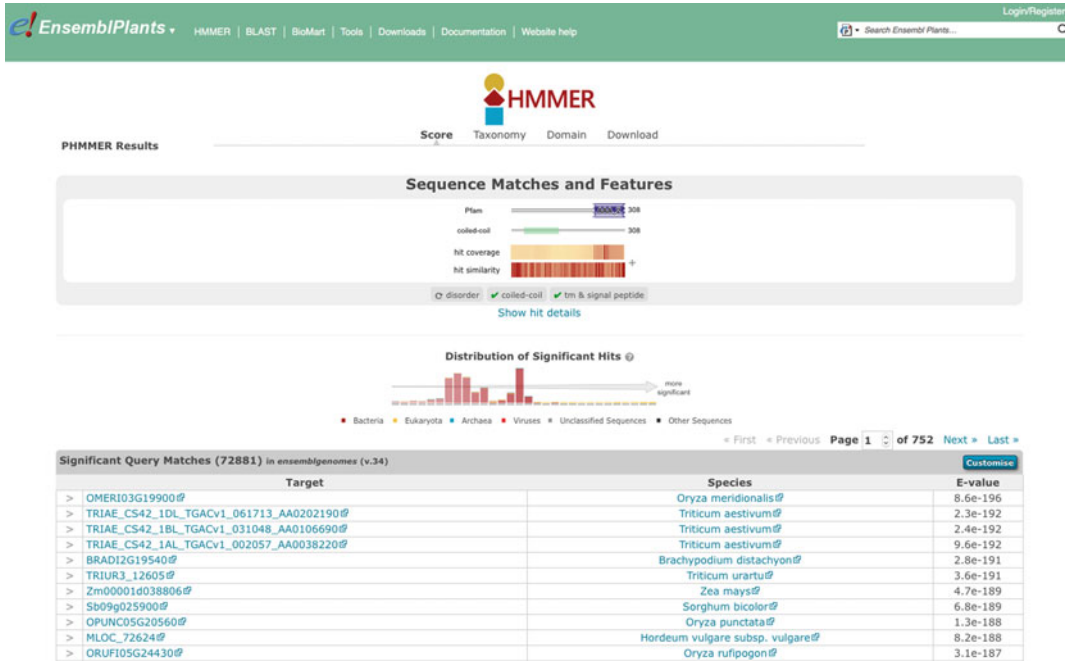 Login/Register
e! EnsemblPlants
HMMER | BLAST | BioMart | Tools | Downloads | Documentation | Website help
Search Ensembl Plants...
HMMER
Score Taxonomy Domain Download
PHMMER Results
Sequence Matches and Features
Pfam 308
coiled-coil 308
hit coverage
hit similarity
disorder coiled-coil tm & signal peptide
Show hit details
Distribution of Significant Hits
more significant
Bacteria Eukaryota Archaea Viruses Unclassified Sequences Other Sequences
« First « Previous Page 1 of 752 Next » Last »
Significant Query Matches (72881) in ensemblgenomes (v.34) Customise
Target Species E-value
> OMERI03G19900 Oryza meridionalis 8.6e-196
> TRIAE_CS42_1DL_TGACv1_061713_AA0202190 Triticum aestivum 2.3e-192
> TRIAE_CS42_1BL_TGACv1_031048_AA0106690 Triticum aestivum 2.4e-192
> TRIAE_CS42_1AL_TGACv1_002057_AA0038220 Triticum aestivum 9.6e-192
> BRADI2G19540 Brachypodium distachyon 2.8e-191
> TRIUR3_12605 Triticum urartu 3.6e-191
> Zm00001d038806 Zea mays 4.7e-189
> Sb09g025900 Sorghum bicolor 6.8e-189
> OPUNC05G20560 Oryza punctata 1.3e-188
> MLOC_72624 Hordeum vulgare subsp. vulgare 8.2e-188
> ORUFI05G24430 Oryza rufipogon 3.1e-187